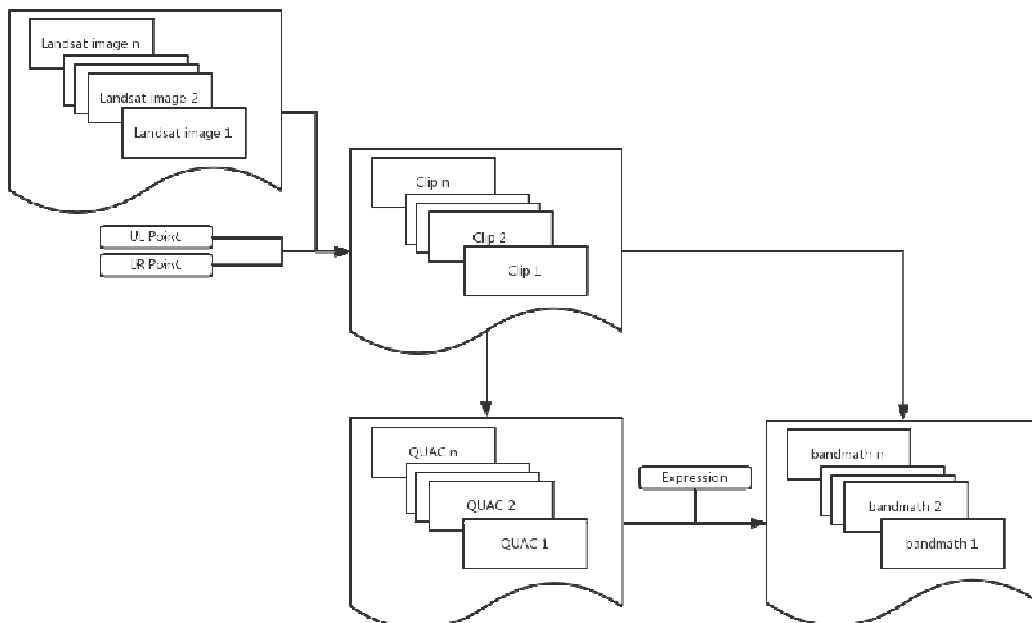 Landsat image n
Landsat image 2
Landsat image 1
UL Point
LR Point
Clip n
Clip 2
Clip 1
QUAC n
QUAC 2
QUAC 1
Expression
bandmath n
bandmath 2
bandmath 1